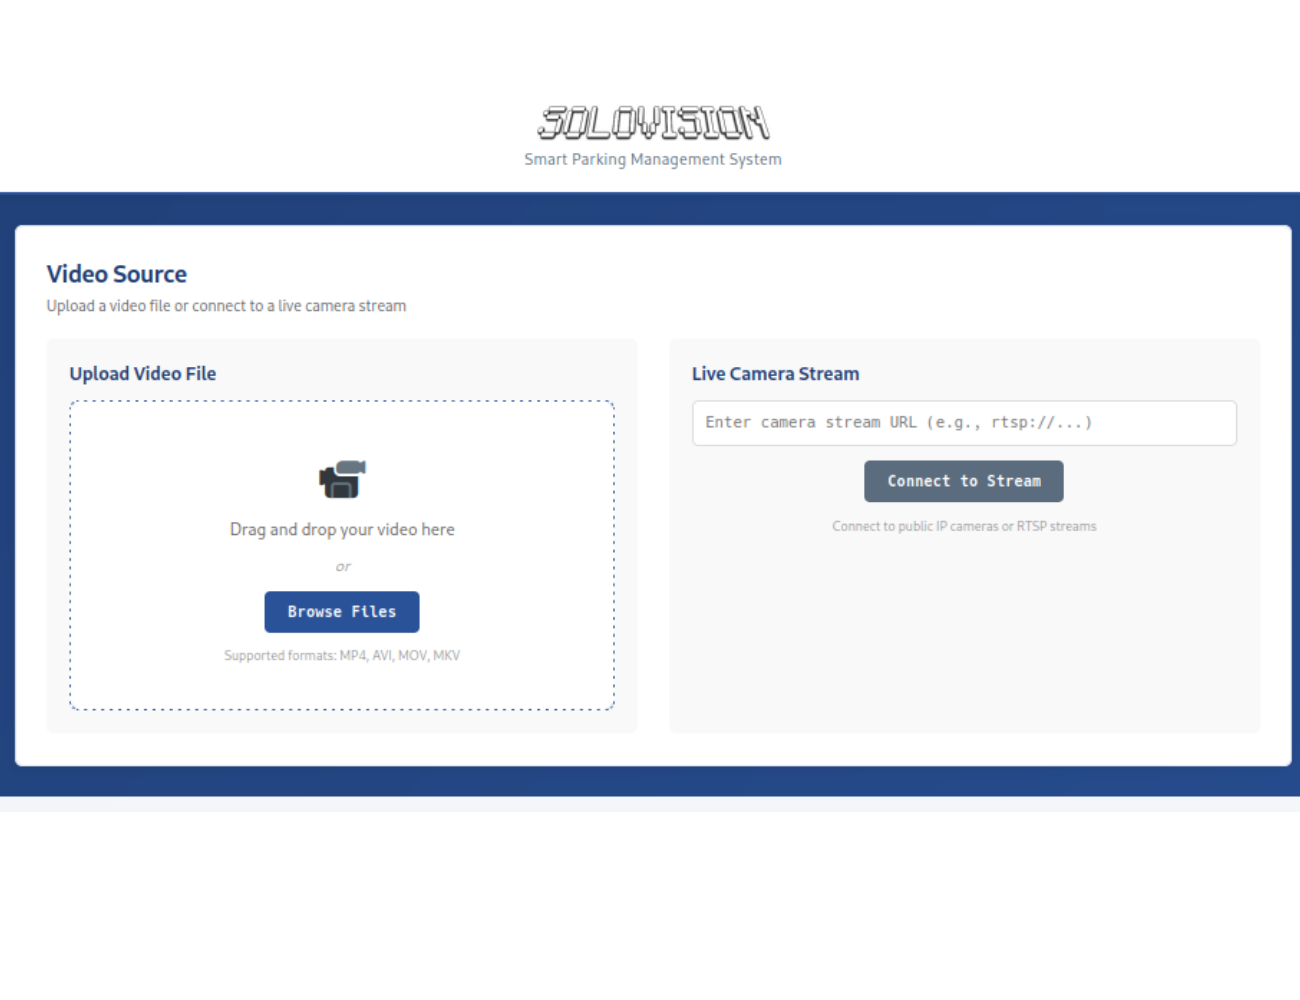 SOLOVISION
Smart Parking Management System
Video Source
Upload a video file or connect to a live camera stream
Upload Video File
Drag and drop your video here
or
Browse Files
Supported formats: MP4, AVI, MOV, MKV
Live Camera Stream
Enter camera stream URL (e.g., rtsp://...)
Connect to Stream
Connect to public IP cameras or RTSP streams